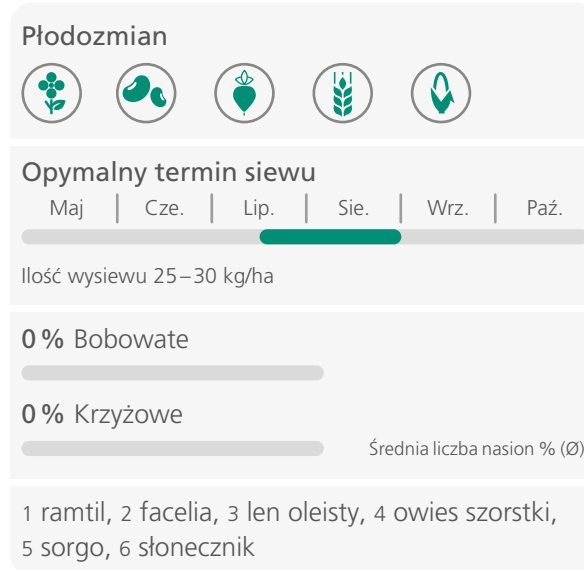 Płodozmian
Opymalny termin siewu
Maj | Cze. | Lip. | Sie. | Wrz. | Paź.
Ilość wysiewu 25–30 kg/ha
0 % Bobowate
0 % Krzyżowe
Średnia liczba nasion % (Ø)
1 ramtil, 2 facelia, 3 len oleisty, 4 owies szorstki,
5 sorgo, 6 słonecznik